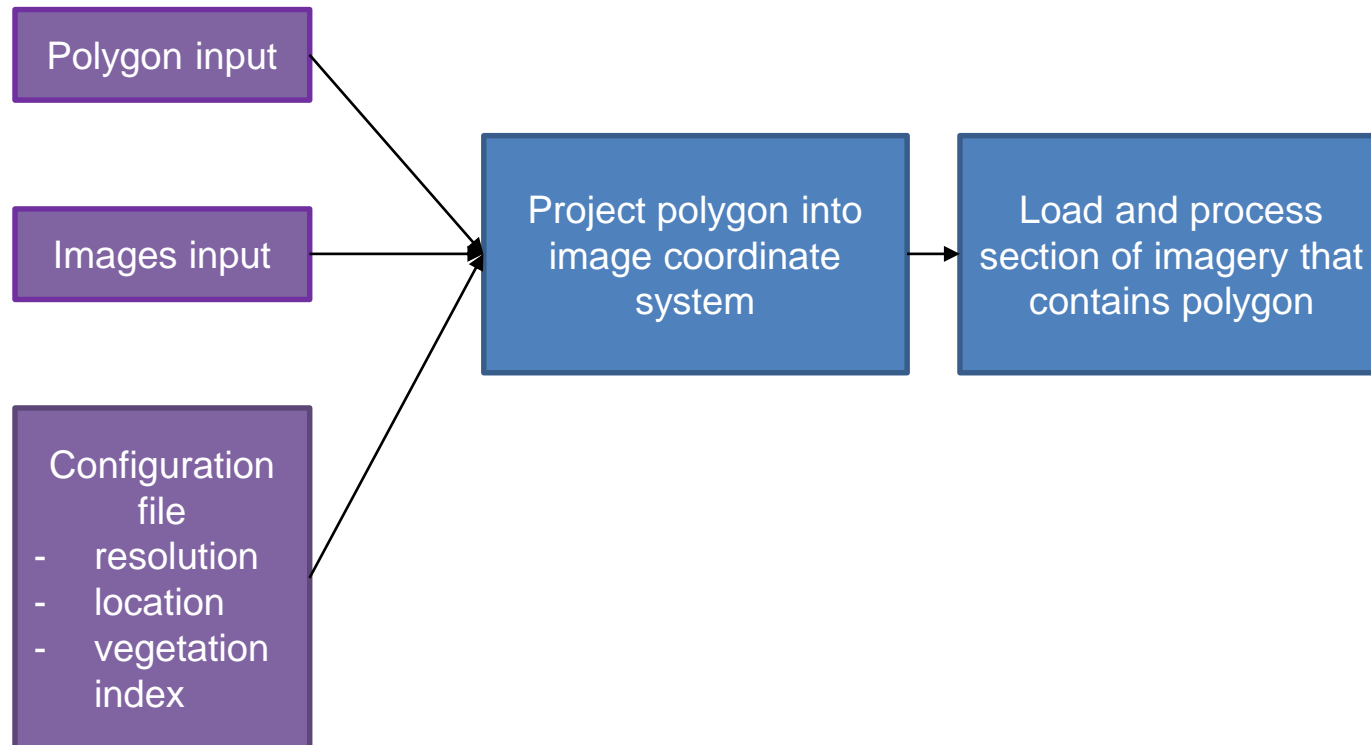 Polygon input
Images input
Configuration
file
- resolution
- location
- vegetation
index
Project polygon into
image coordinate
system
Load and process
section of imagery that
contains polygon